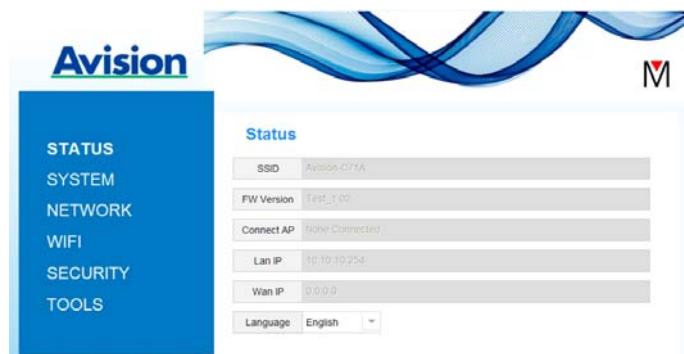 Avision
M
STATUS
SYSTEM
NETWORK
WIFI
SECURITY
TOOLS
Status
SSID Avision-C71A
FW Version Test_1.00
Connect AP None Connected
Lan IP 10.10.10.254
Wan IP 0.0.0.0
Language English